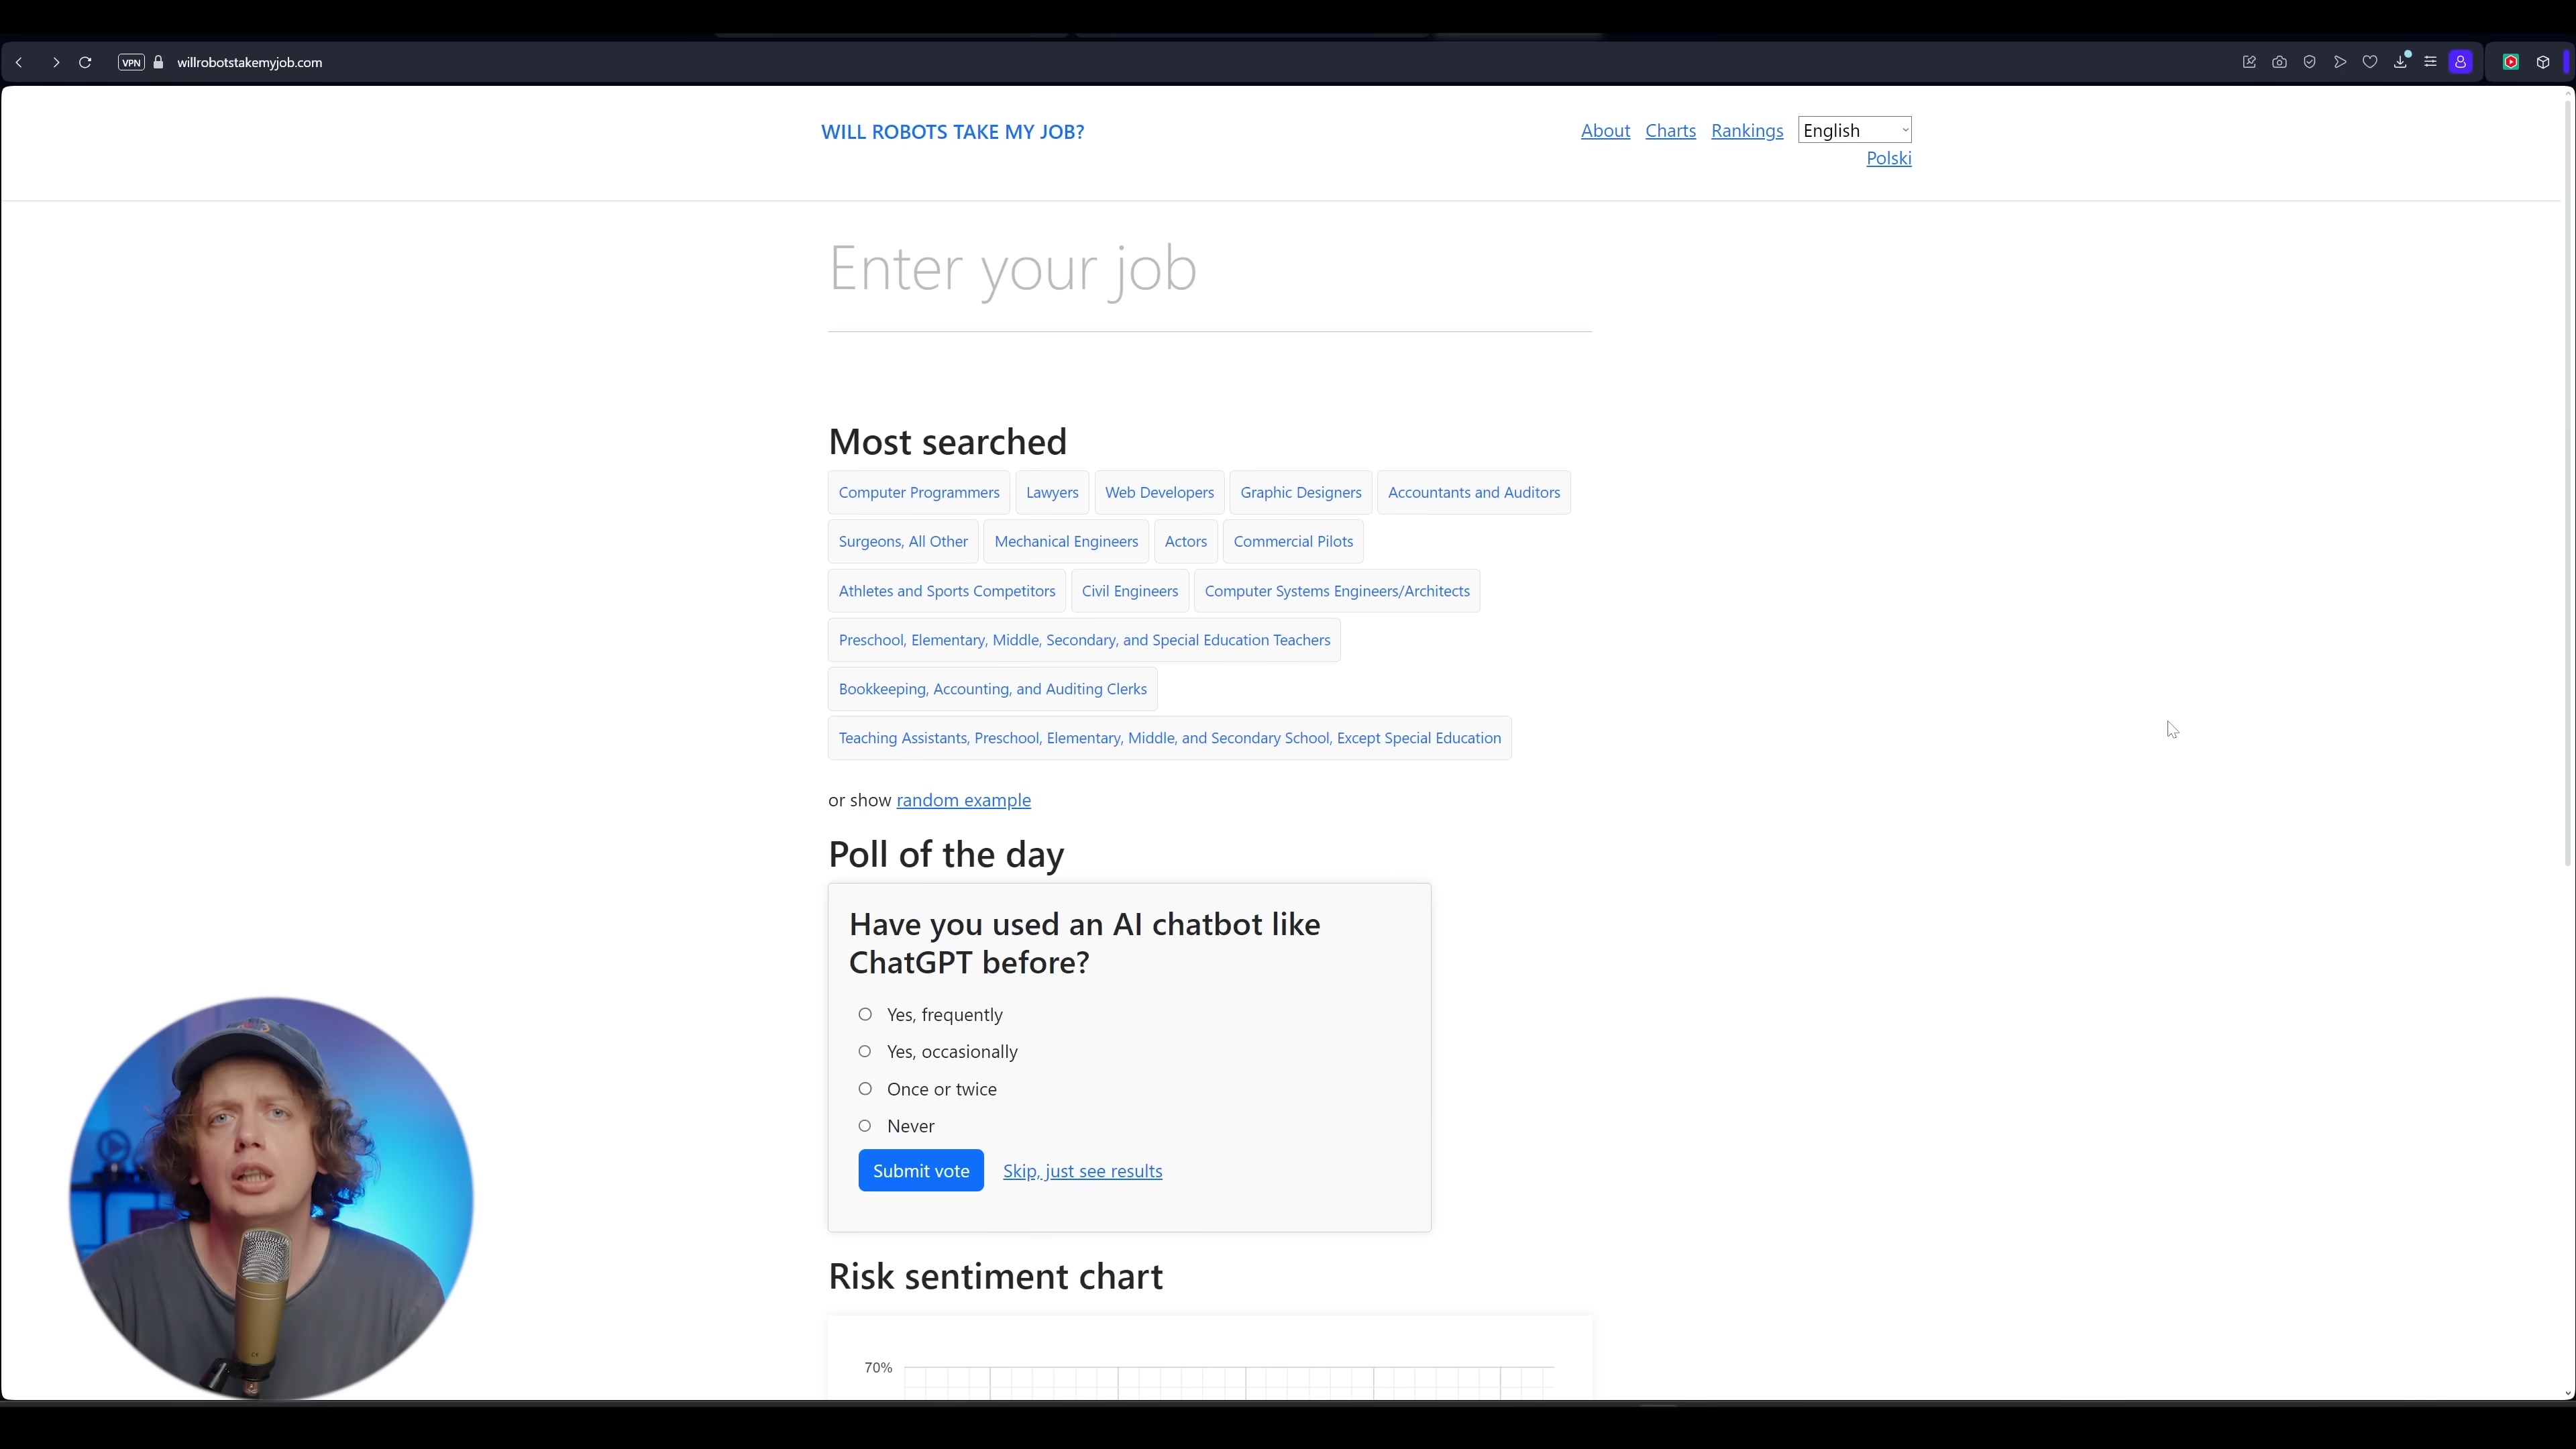 VPN willrobotstakemyjob.com
WILL ROBOTS TAKE MY JOB?
About Charts Rankings English
Polski
Enter your job
Most searched
Computer Programmers Lawyers Web Developers Graphic Designers Accountants and Auditors
Surgeons, All Other Mechanical Engineers Actors Commercial Pilots
Athletes and Sports Competitors Civil Engineers Computer Systems Engineers/Architects
Preschool, Elementary, Middle, Secondary, and Special Education Teachers
Bookkeeping, Accounting, and Auditing Clerks
Teaching Assistants, Preschool, Elementary, Middle, and Secondary School, Except Special Education
or show random example
Poll of the day
Have you used an AI chatbot like
ChatGPT before?
Yes, frequently
Yes, occasionally
Once or twice
Never
Submit vote Skip, just see results
Risk sentiment chart
70%